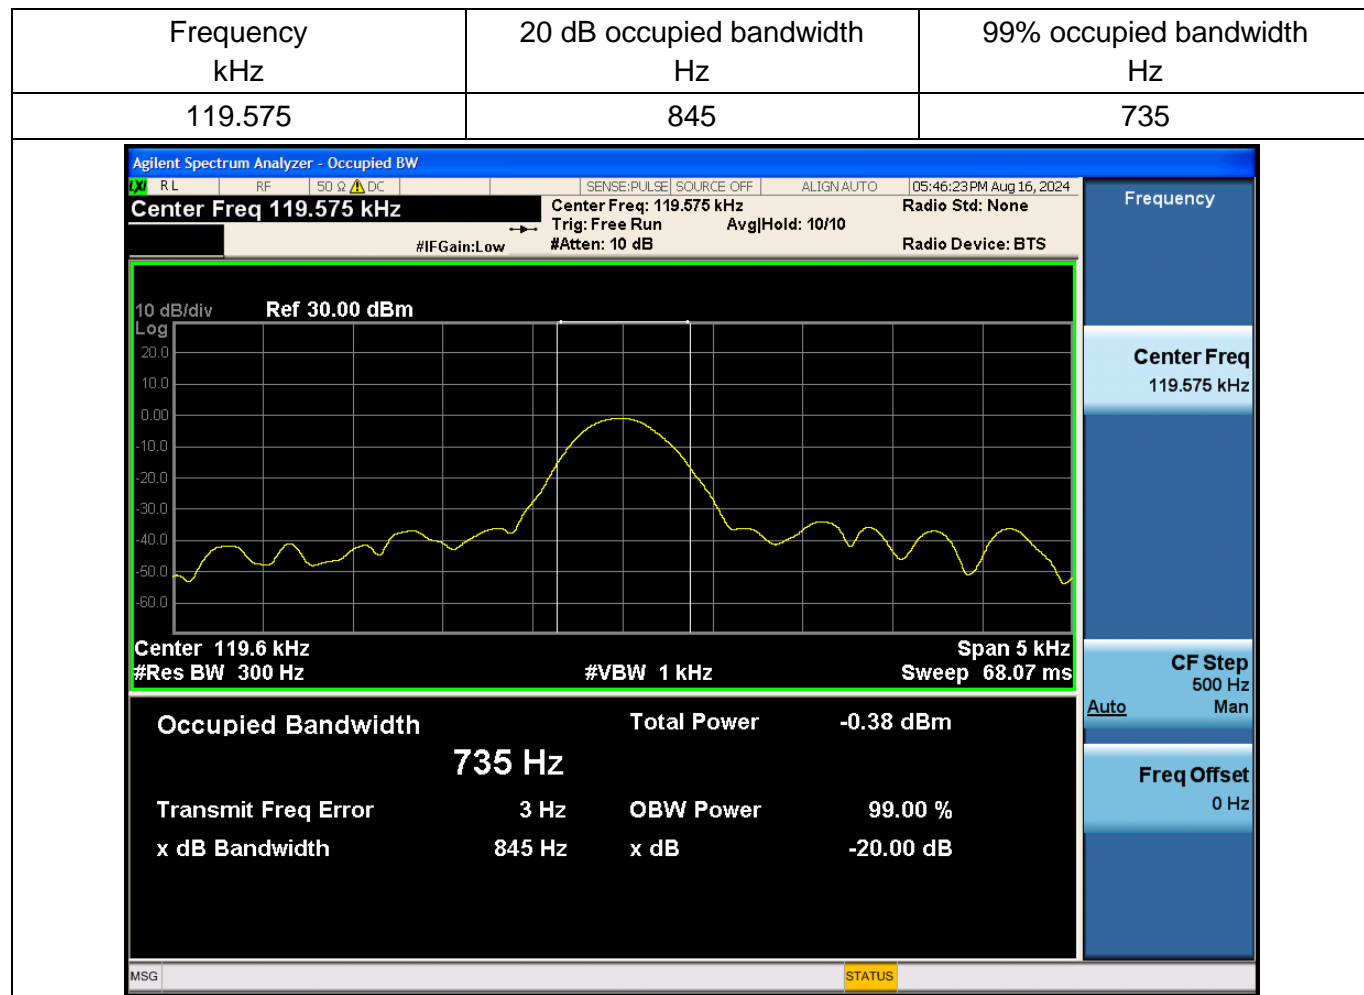 Frequency 20 dB occupied bandwidth 99% occupied bandwidth
kHz Hz Hz
119.575 845 735
Agilent Spectrum Analyzer - Occupied BW
LXI RL RF 50 Ω DC SENSE:PULSE SOURCE OFF ALIGN AUTO 05:46:23 PM Aug 16, 2024
Center Freq 119.575 kHz Center Freq: 119.575 kHz Radio Std: None Frequency
Trig: Free Run Avg|Hold: 10/10
#IFGain:Low #Atten: 10 dB Radio Device: BTS
10 dB/div Ref 30.00 dBm
Log
20.0
Center Freq
10.0
119.575 kHz
0.00
-10.0
-20.0
-30.0
-40.0
-50.0
-60.0
Center 119.6 kHz Span 5 kHz
#Res BW 300 Hz #VBW 1 kHz Sweep 68.07 ms
CF Step
500 Hz
Auto Man
Occupied Bandwidth Total Power -0.38 dBm
735 Hz
Freq Offset
0 Hz
Transmit Freq Error 3 Hz OBW Power 99.00 %
x dB Bandwidth 845 Hz x dB -20.00 dB
MSG STATUS